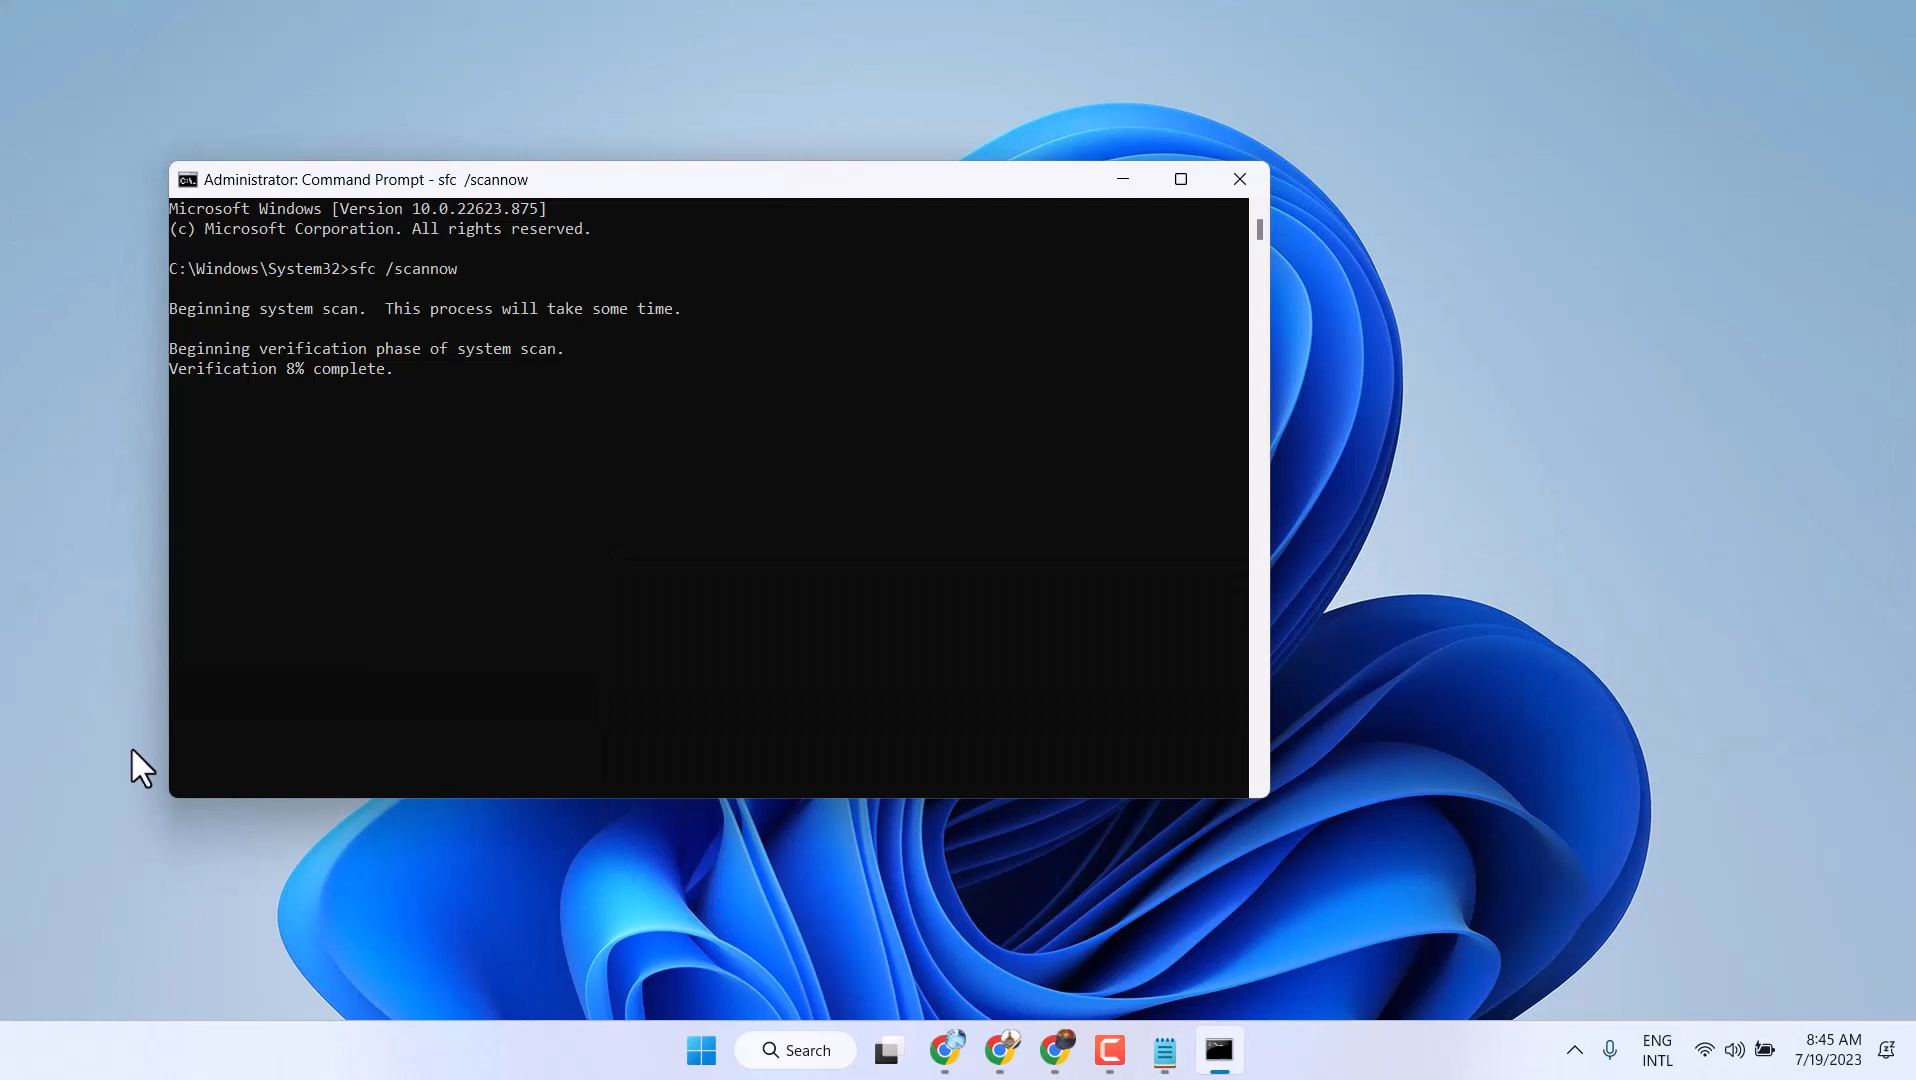 Administrator: Command Prompt - sfc  /scannow
Microsoft Windows [Version 10.0.22623.875]
(c) Microsoft Corporation. All rights reserved.
C:\Windows\System32>sfc /scannow
Beginning system scan.  This process will take some time.
Beginning verification phase of system scan.
Verification 8% complete.
Search
ENG
INTL
8:45 AM
7/19/2023